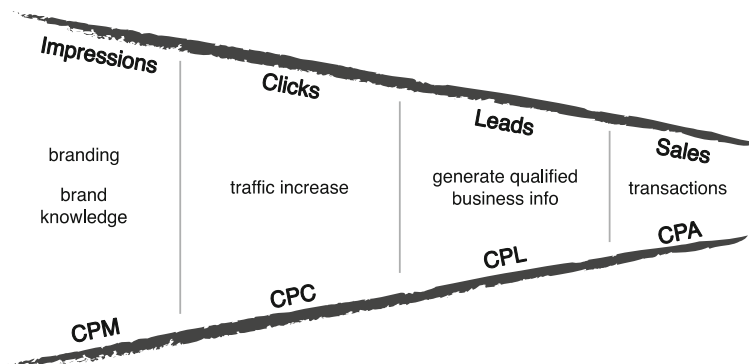 Impressions
branding
brand
knowledge
CPM
Clicks
traffic increase
CPC
Leads
generate qualified
business info
CPL
Sales
transactions
CPA